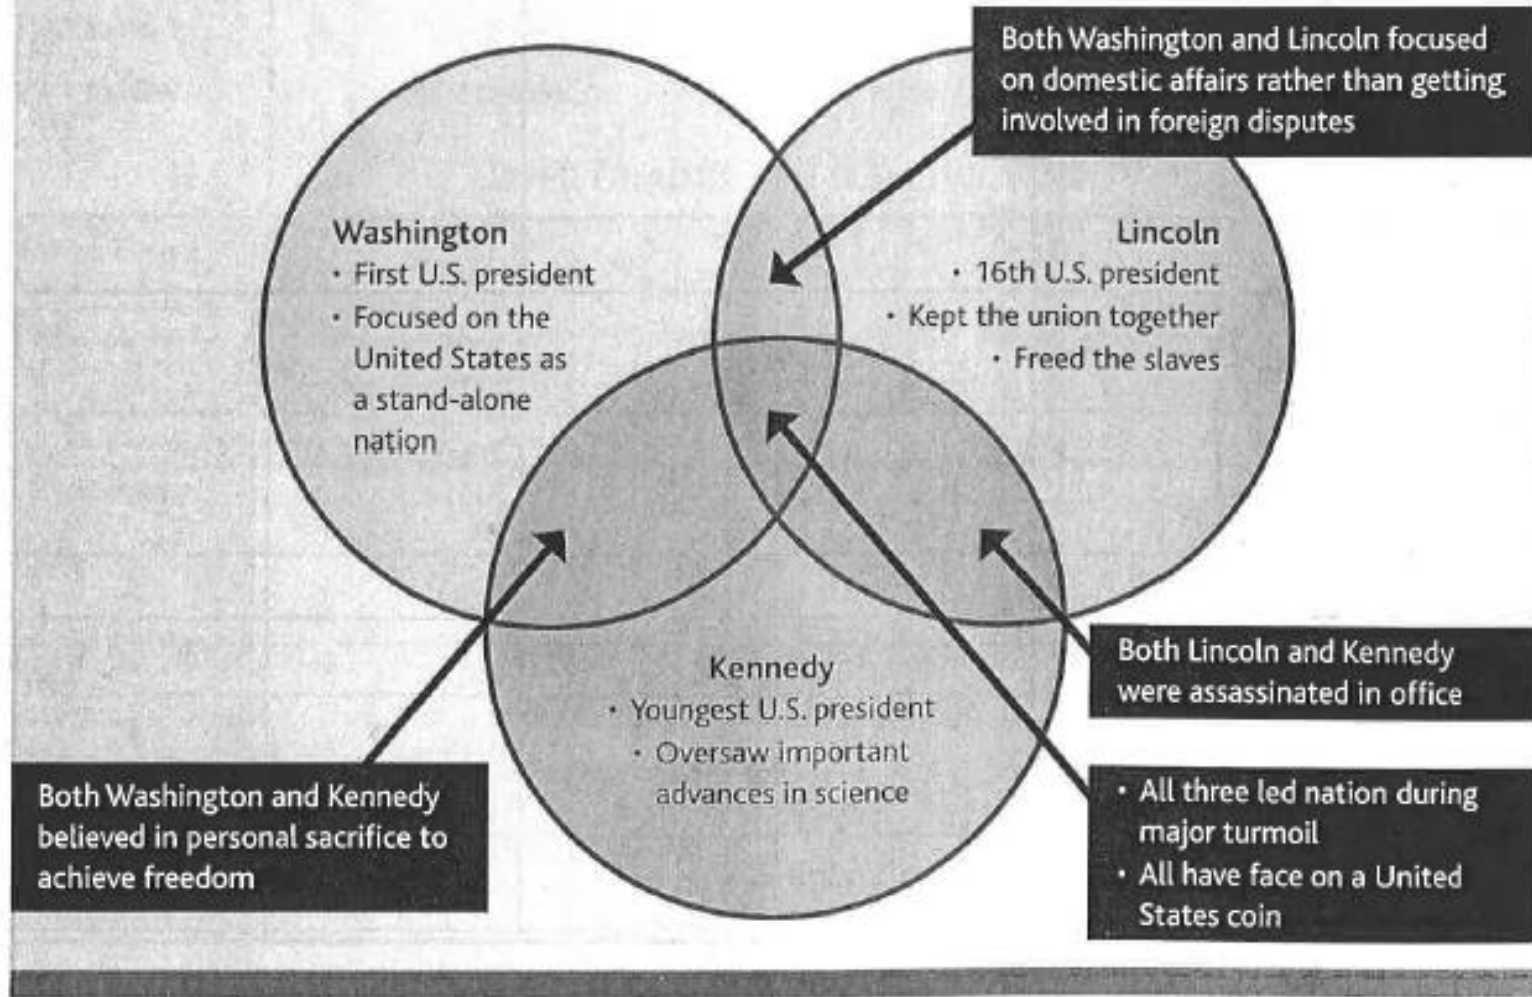 Both Washington and Lincoln focused
on domestic affairs rather than getting
involved in foreign disputes
Washington
• First U.S. president
• Focused on the
United States as
a stand-alone
nation
Lincoln
• 16th U.S. president
• Kept the union together
• Freed the slaves
Kennedy
• Youngest U.S. president
• Oversaw important
advances in science
Both Lincoln and Kennedy
were assassinated in office
Both Washington and Kennedy
believed in personal sacrifice to
achieve freedom
• All three led nation during
major turmoil
• All have face on a United
States coin